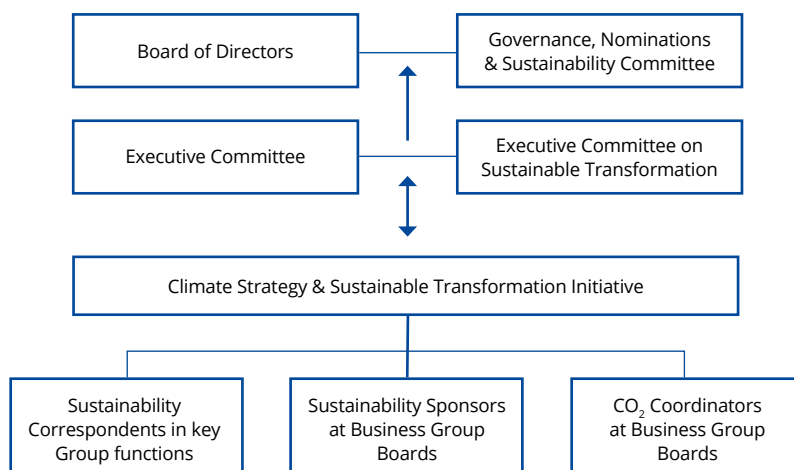 Board of Directors
Governance, Nominations
& Sustainability Committee
Executive Committee
Executive Committee on
Sustainable Transformation
Climate Strategy & Sustainable Transformation Initiative
Sustainability
Correspondents in key
Group functions
Sustainability Sponsors
at Business Group
Boards
CO₂ Coordinators
at Business Group
Boards